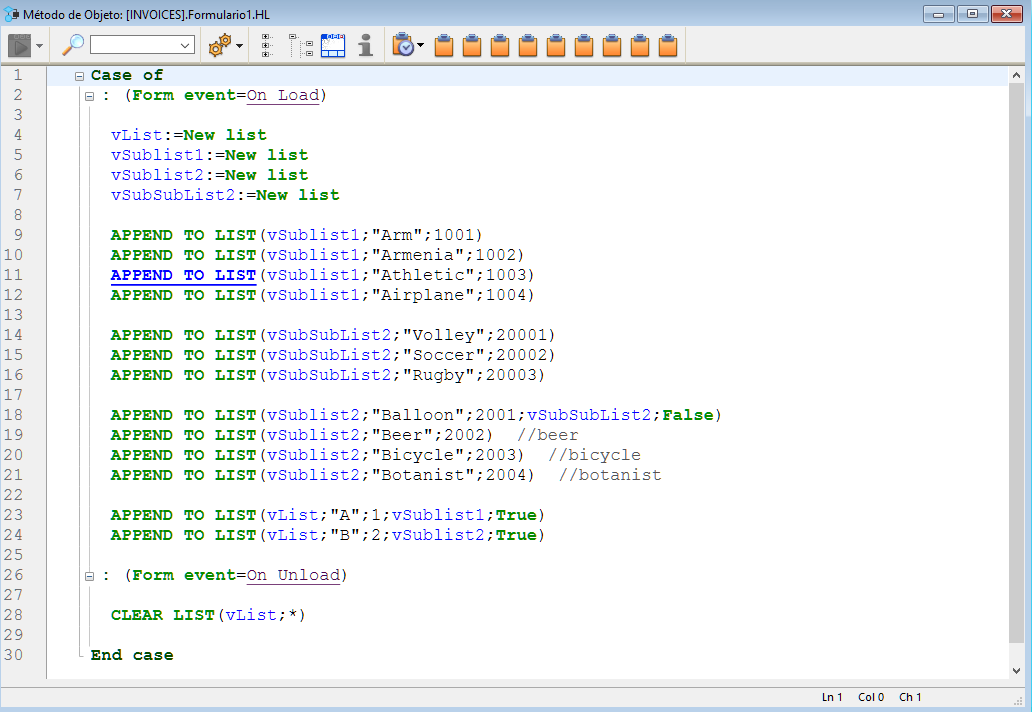 Método de Objeto: [INVOICES].Formulario1.HL
1 Case of
2 : (Form event=On Load)
3
4 vList:=New list
5 vSublist1:=New list
6 vSublist2:=New list
7 vSubSubList2:=New list
8
9 APPEND TO LIST(vSublist1;"Arm";1001)
10 APPEND TO LIST(vSublist1;"Armenia";1002)
11 APPEND TO LIST(vSublist1;"Athletic";1003)
12 APPEND TO LIST(vSublist1;"Airplane";1004)
13
14 APPEND TO LIST(vSubSubList2;"Volley";20001)
15 APPEND TO LIST(vSubSubList2;"Soccer";20002)
16 APPEND TO LIST(vSubSubList2;"Rugby";20003)
17
18 APPEND TO LIST(vSublist2;"Balloon";2001;vSubSubList2;False)
19 APPEND TO LIST(vSublist2;"Beer";2002) //beer
20 APPEND TO LIST(vSublist2;"Bicycle";2003) //bicycle
21 APPEND TO LIST(vSublist2;"Botanist";2004) //botanist
22
23 APPEND TO LIST(vList;"A";1;vSublist1;True)
24 APPEND TO LIST(vList;"B";2;vSublist2;True)
25
26 : (Form event=On Unload)
27
28 CLEAR LIST(vList;*)
29
30 End case
Ln 1 Col 0 Ch 1